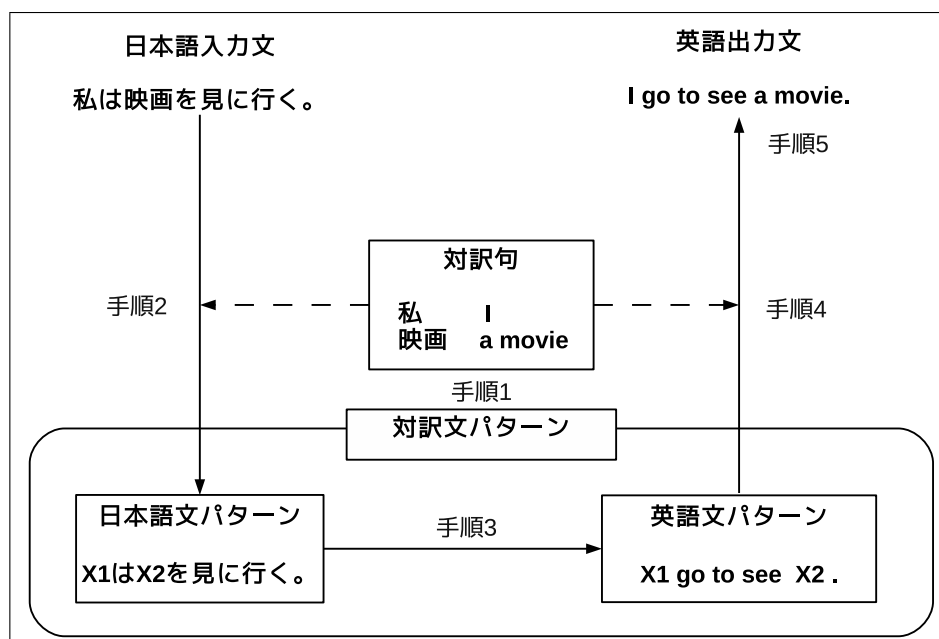 日本語入力文
英語出力文
私は映画を見に行く。
I go to see a movie.
手順5
対訳句
手順2
手順4
私 I
映画 a movie
手順1
対訳文パターン
日本語文パターン
英語文パターン
手順3
X1はX2を見に行く。
X1 go to see X2 .